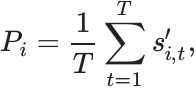 $P_i = \frac{1}{T} \sum_{t=1}^{T} s'_{i,t},$